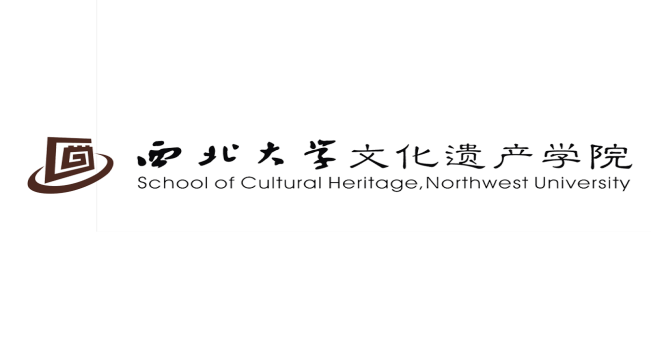 西北大学文化遗产学院
School of Cultural Heritage,Northwest University